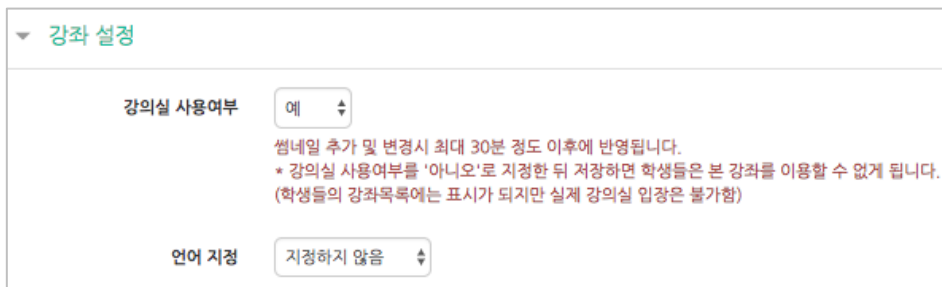 강좌 설정
강의실 사용여부 예
썸네일 추가 및 변경시 최대 30분 정도 이후에 반영됩니다.
* 강의실 사용여부를 '아니오'로 지정한 뒤 저장하면 학생들은 본 강좌를 이용할 수 없게 됩니다.
(학생들의 강좌목록에는 표시가 되지만 실제 강의실 입장은 불가함)
언어 지정 지정하지 않음